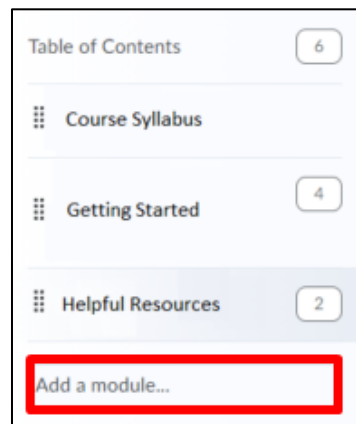 Table of Contents 6
Course Syllabus
Getting Started 4
Helpful Resources 2
Add a module...